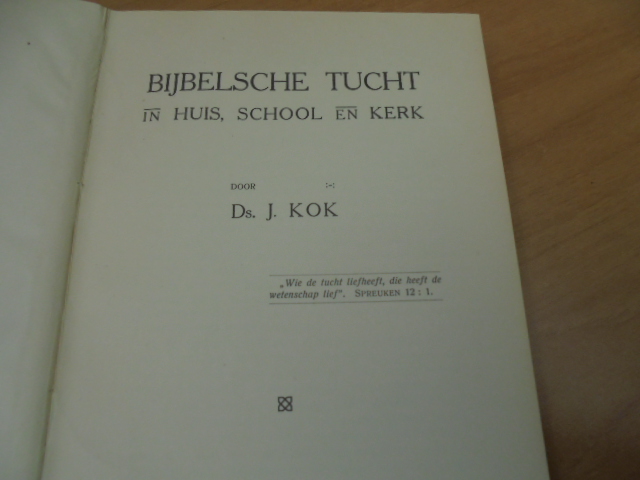 BIJBELSCHE TUCHT
IN HUIS, SCHOOL EN KERK
DOOR :-:
Ds. J. KOK
„Wie de tucht liefheeft, die heeft de
wetenschap lief". SPREUKEN 12 : 1.